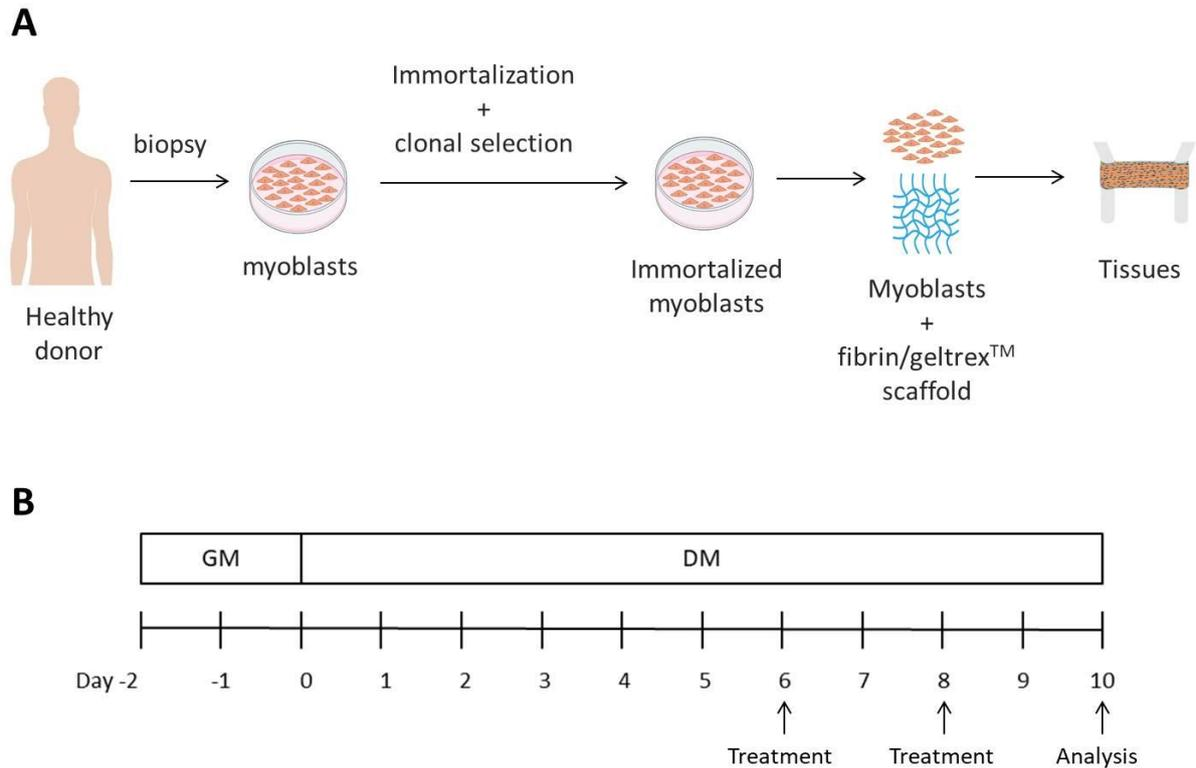 A
Immortalization
+
clonal selection
biopsy
myoblasts
Immortalized
myoblasts
Myoblasts
+
fibrin/geltrex™
scaffold
Tissues
Healthy
donor
B
GM DM
Day -2 -1 0 1 2 3 4 5 6 7 8 9 10
Treatment Treatment Analysis